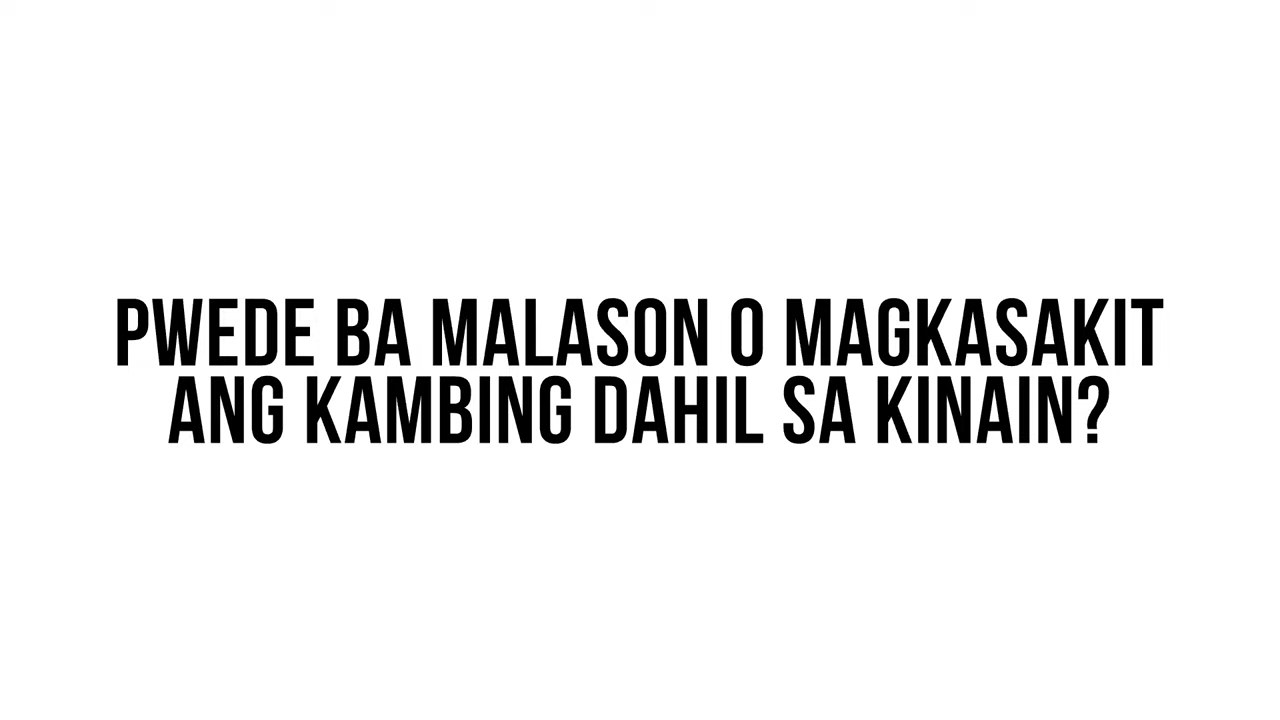 PWEDE BA MALASON O MAGKASAKIT
ANG KAMBING DAHIL SA KINAIN?